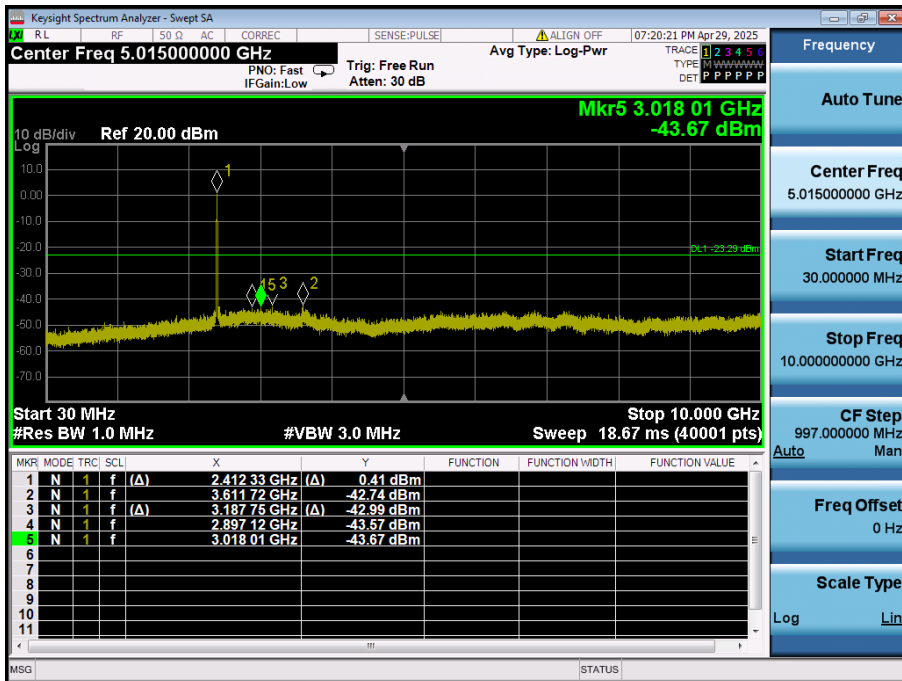 Keysight Spectrum Analyzer - Swept SA
LXI RL RF 50 Ω AC CORREC SENSE:PULSE ALIGN OFF 07:20:21 PM Apr 29, 2025
Center Freq 5.015000000 GHz
PNO: Fast
IFGain:Low
Trig: Free Run
Atten: 30 dB
Avg Type: Log-Pwr
TRACE 1 2 3 4 5 6
TYPE M WWWWW
DET P P P P P P
Mkr5 3.018 01 GHz
-43.67 dBm
10 dB/div Ref 20.00 dBm
Log
10.0
0.00
-10.0
-20.0
-30.0
-40.0
-50.0
-60.0
-70.0
1
DL1 -23.29 dBm
15 3 2
Start 30 MHz Stop 10.000 GHz
#Res BW 1.0 MHz #VBW 3.0 MHz Sweep 18.67 ms (40001 pts)
MKR MODE TRC SCL X Y FUNCTION FUNCTION WIDTH FUNCTION VALUE
1 N 1 f (Δ) 2.412 33 GHz (Δ) 0.41 dBm
2 N 1 f 3.611 72 GHz -42.74 dBm
3 N 1 f (Δ) 3.187 75 GHz (Δ) -42.99 dBm
4 N 1 f 2.897 12 GHz -43.57 dBm
5 N 1 f 3.018 01 GHz -43.67 dBm
6
7
8
9
10
11
MSG STATUS
Frequency
Auto Tune
Center Freq
5.015000000 GHz
Start Freq
30.000000 MHz
Stop Freq
10.000000000 GHz
CF Step
997.000000 MHz
Auto Man
Freq Offset
0 Hz
Scale Type
Log Lin